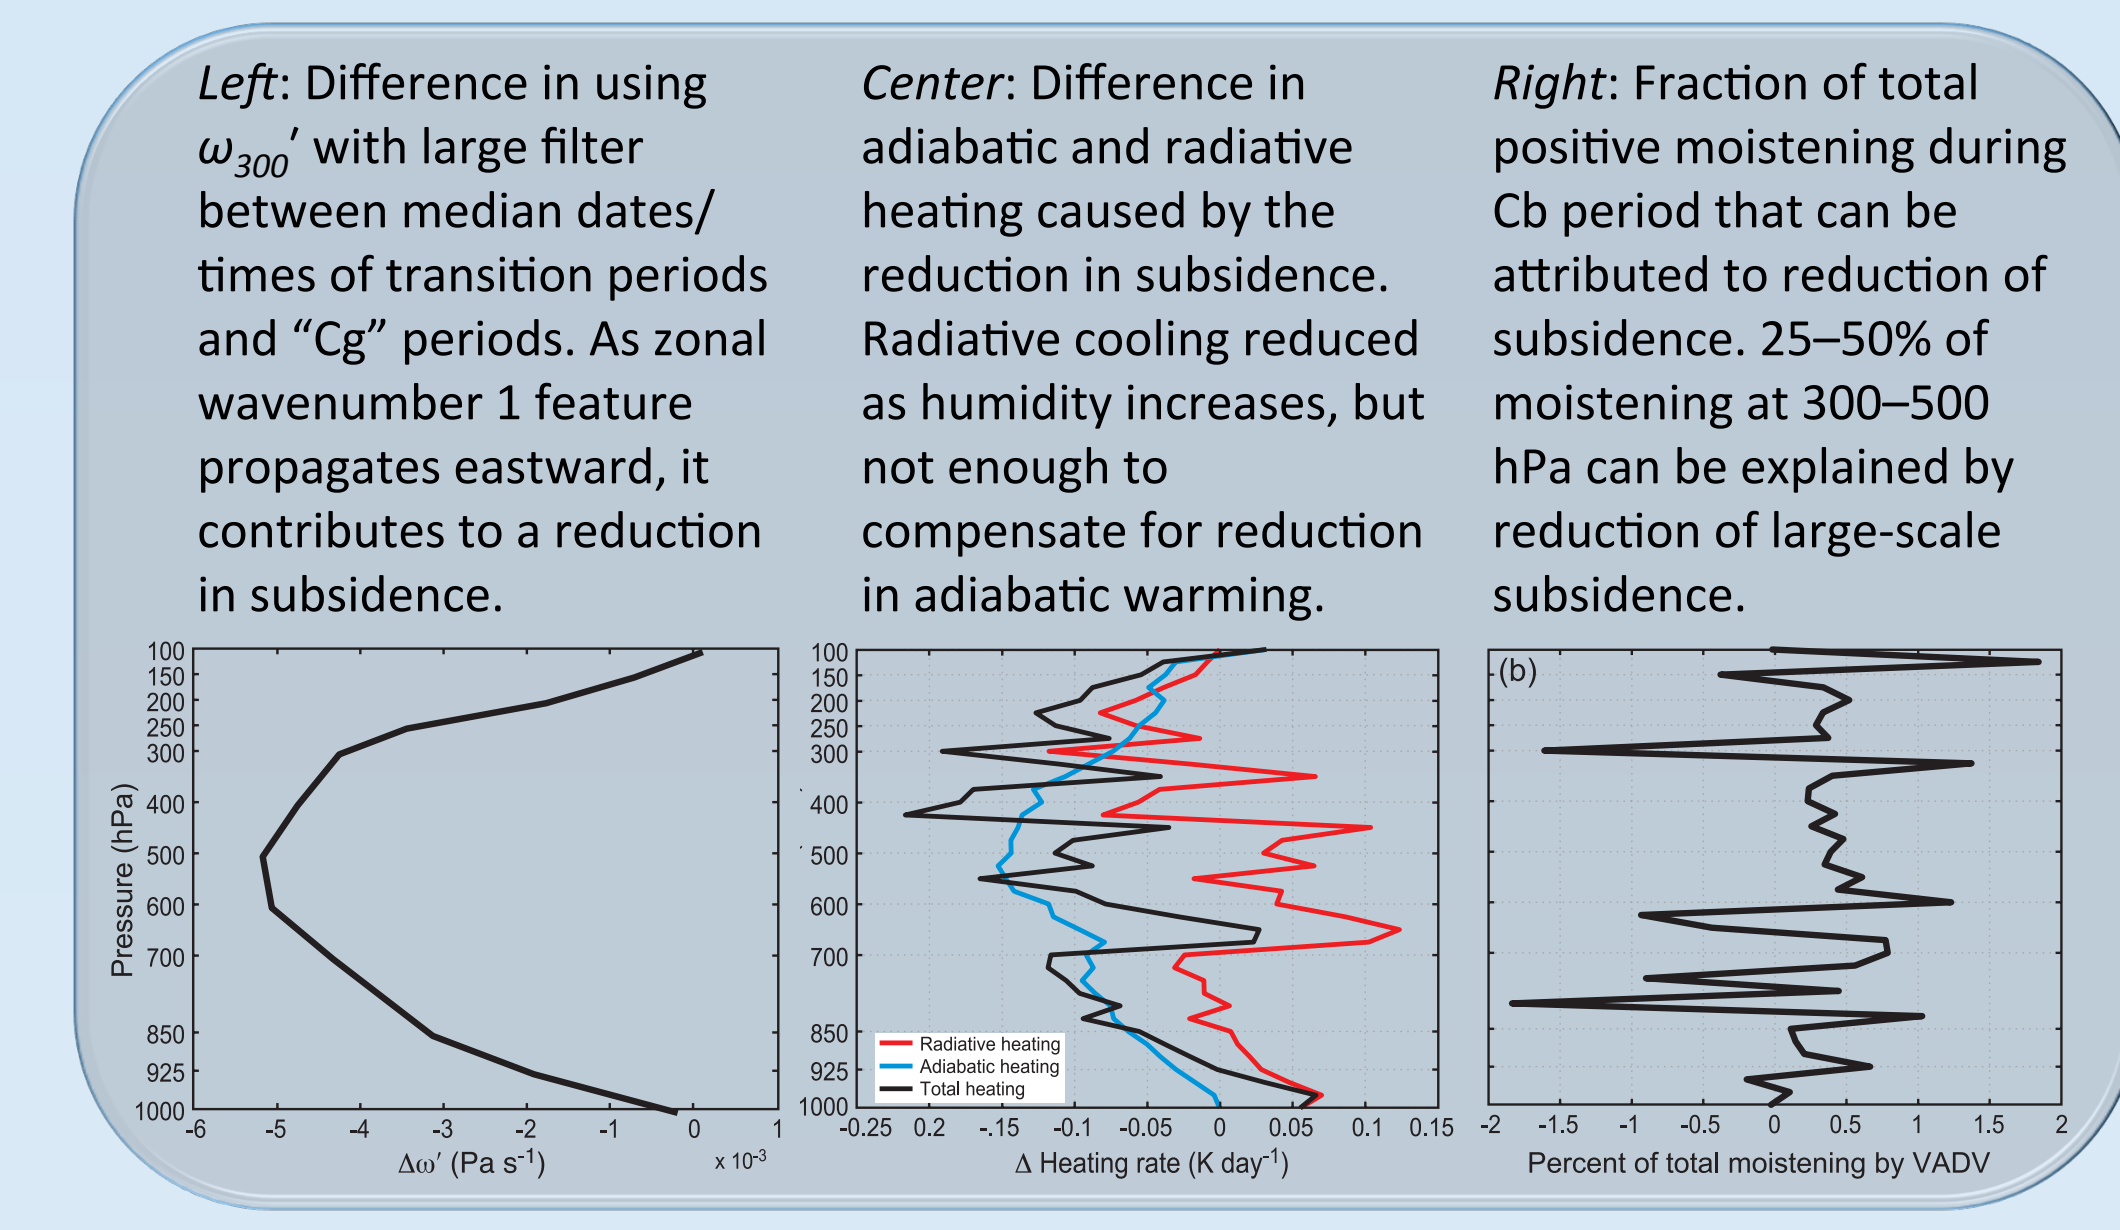 Left: Difference in using
ω300′ with large filter
between median dates/
times of transition periods
and “Cg” periods. As zonal
wavenumber 1 feature
propagates eastward, it
contributes to a reduction
in subsidence.
Center: Difference in
adiabatic and radiative
heating caused by the
reduction in subsidence.
Radiative cooling reduced
as humidity increases, but
not enough to
compensate for reduction
in adiabatic warming.
Right: Fraction of total
positive moistening during
Cb period that can be
attributed to reduction of
subsidence. 25–50% of
moistening at 300–500
hPa can be explained by
reduction of large-scale
subsidence.
Pressure (hPa)
100
150
200
250
300
400
500
600
700
850
925
1000
-6 -5 -4 -3 -2 -1 0 1
Δω′ (Pa s-1)
x 10-3
100
150
200
250
300
400
500
600
700
850
925
1000
Radiative heating
Adiabatic heating
Total heating
-0.25 0.2 -.15 -0.1 -0.05 0 0.05 0.1 0.15
Δ Heating rate (K day-1)
(b)
-2 -1.5 -1 -0.5 0 0.5 1 1.5 2
Percent of total moistening by VADV